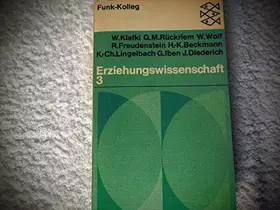 Funk-Kolleg
W. Klafki G.M. Rückriem W. Wolf
R. Freudenstein H.-K. Beckmann
K.-Ch. Lingelbach G. Iben J. Diederich
Erziehungswissenschaft
3